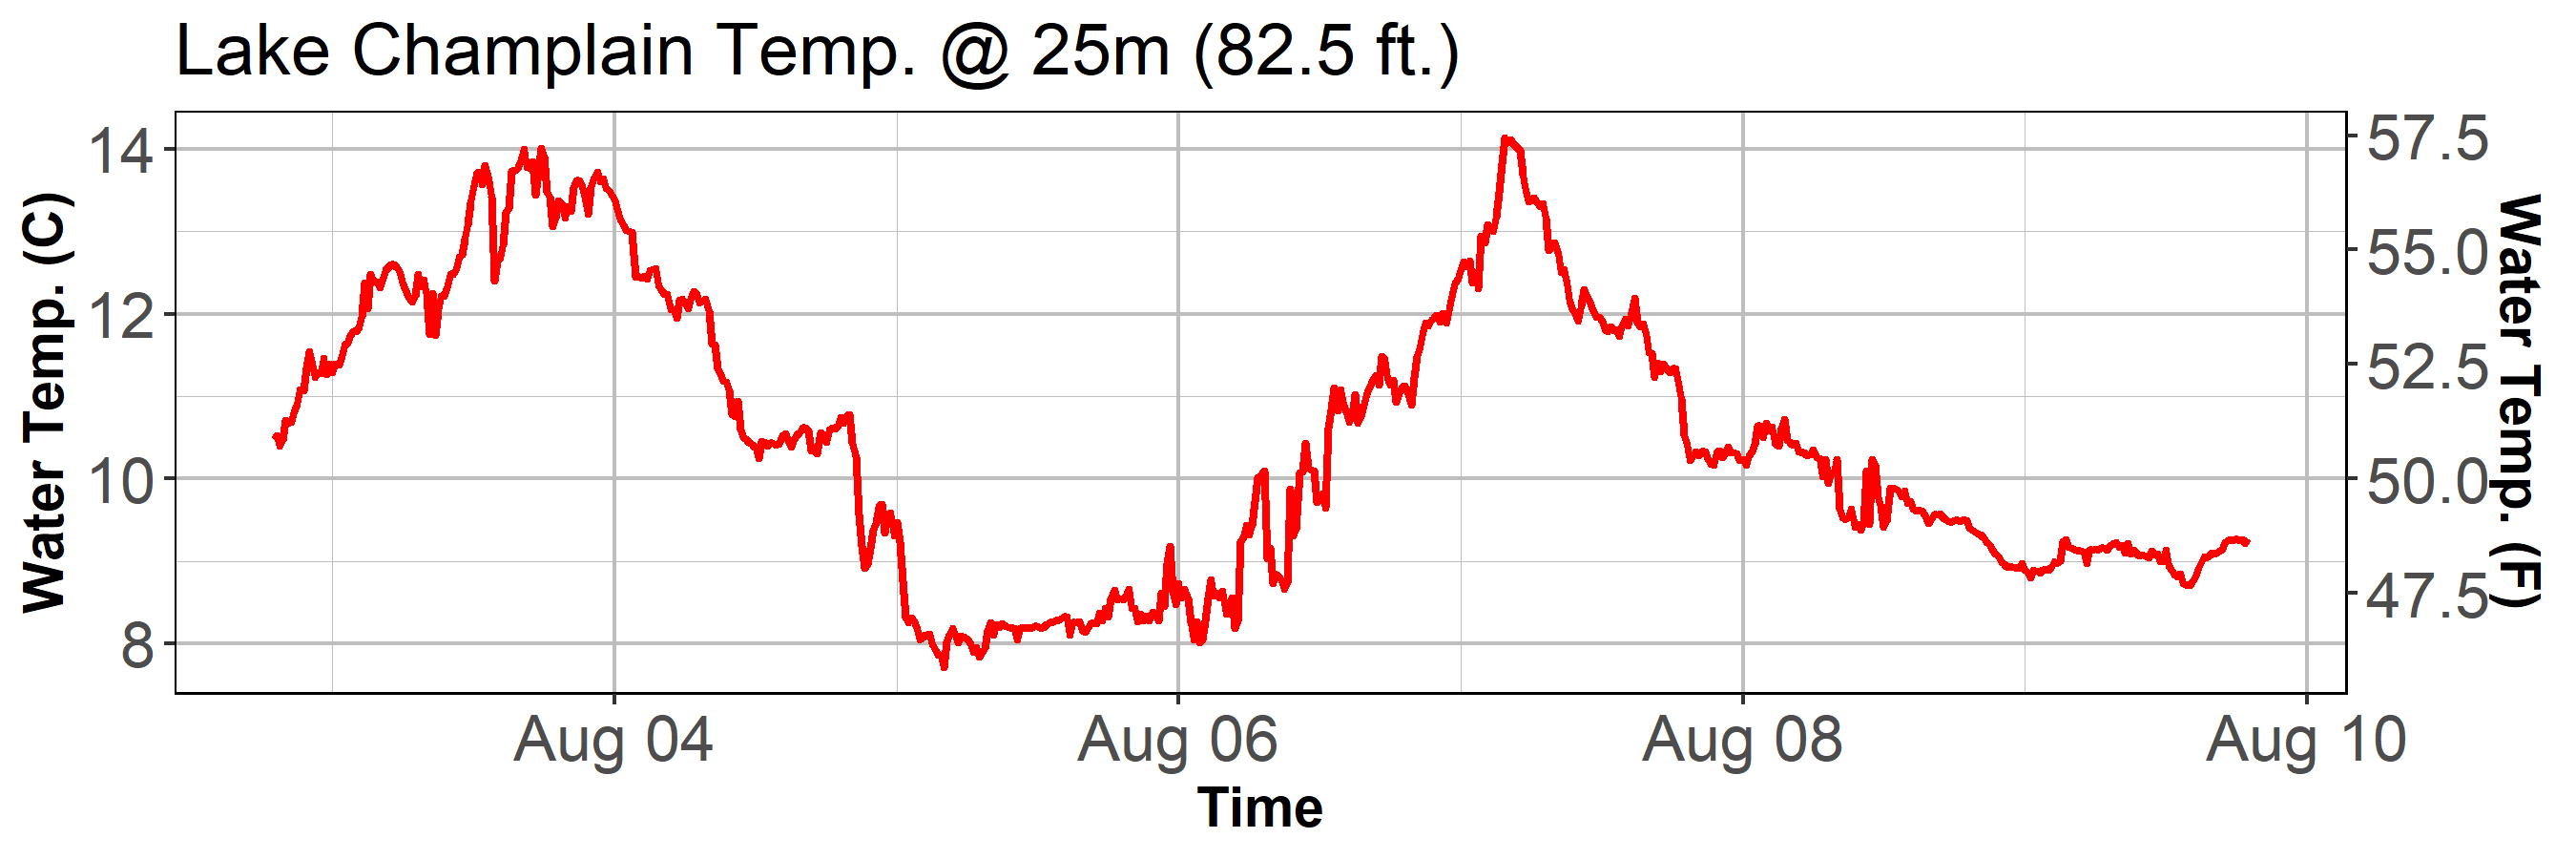 Lake Champlain Temp. @ 25m (82.5 ft.)
Water Temp. (C)
14
12
10
8
57.5
55.0
52.5
50.0
47.5
Water Temp. (F)
Aug 04
Aug 06
Aug 08
Aug 10
Time